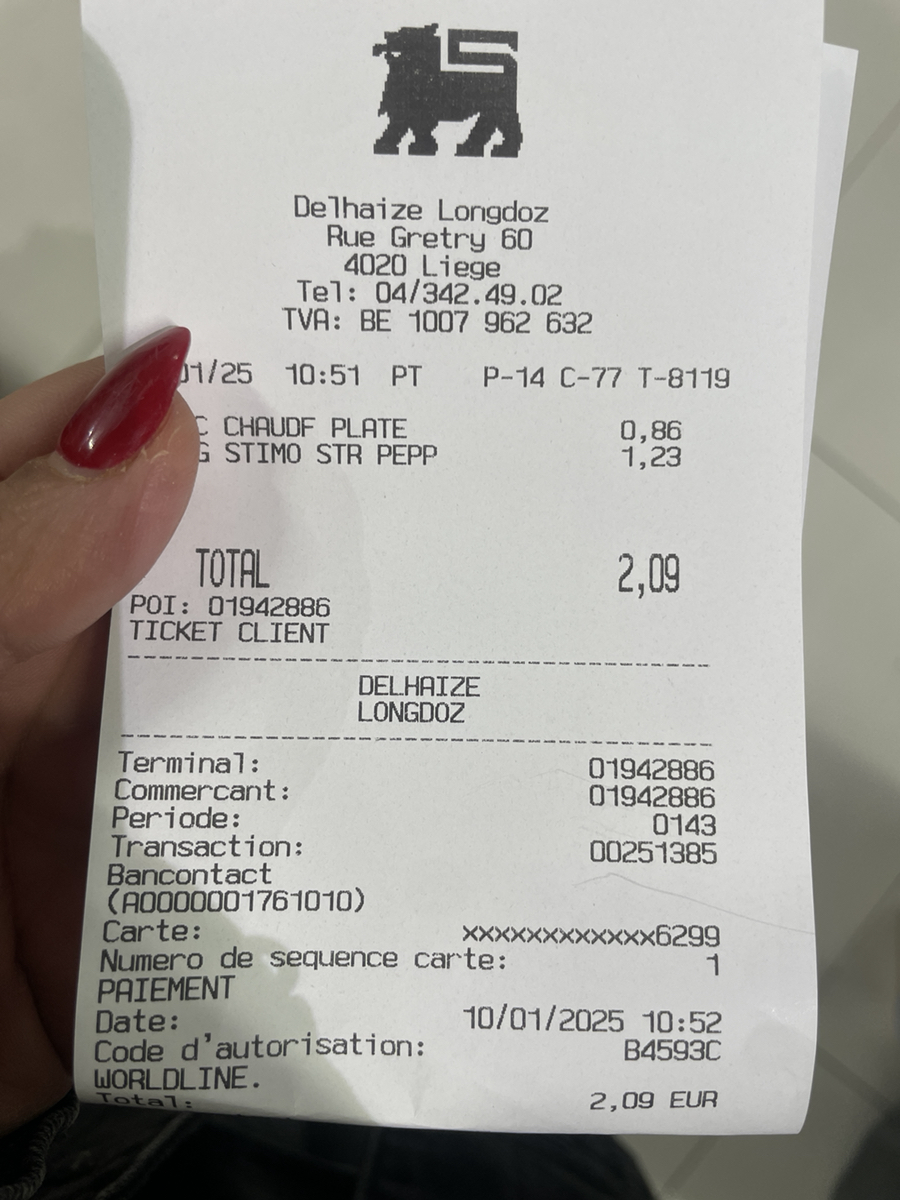 Delhaize Longdoz
Rue Gretry 60
4020 Liege
Tel: 04/342.49.02
TVA: BE 1007 962 632
01/25 10:51 PT P-14 C-77 T-8119
CHAUDF PLATE 0,86
STIMO STR PEPP 1,23
TOTAL 2,09
POI: 01942886
TICKET CLIENT
DELHAIZE
LONGDOZ
Terminal: 01942886
Commercant: 01942886
Periode: 0143
Transaction: 00251385
Bancontact
(A0000001761010)
Carte: xxxxxxxxxxxx6299
Numero de sequence carte: 1
PAIEMENT
Date: 10/01/2025 10:52
Code d'autorisation: B4593C
WORLDLINE.
Total: 2,09 EUR